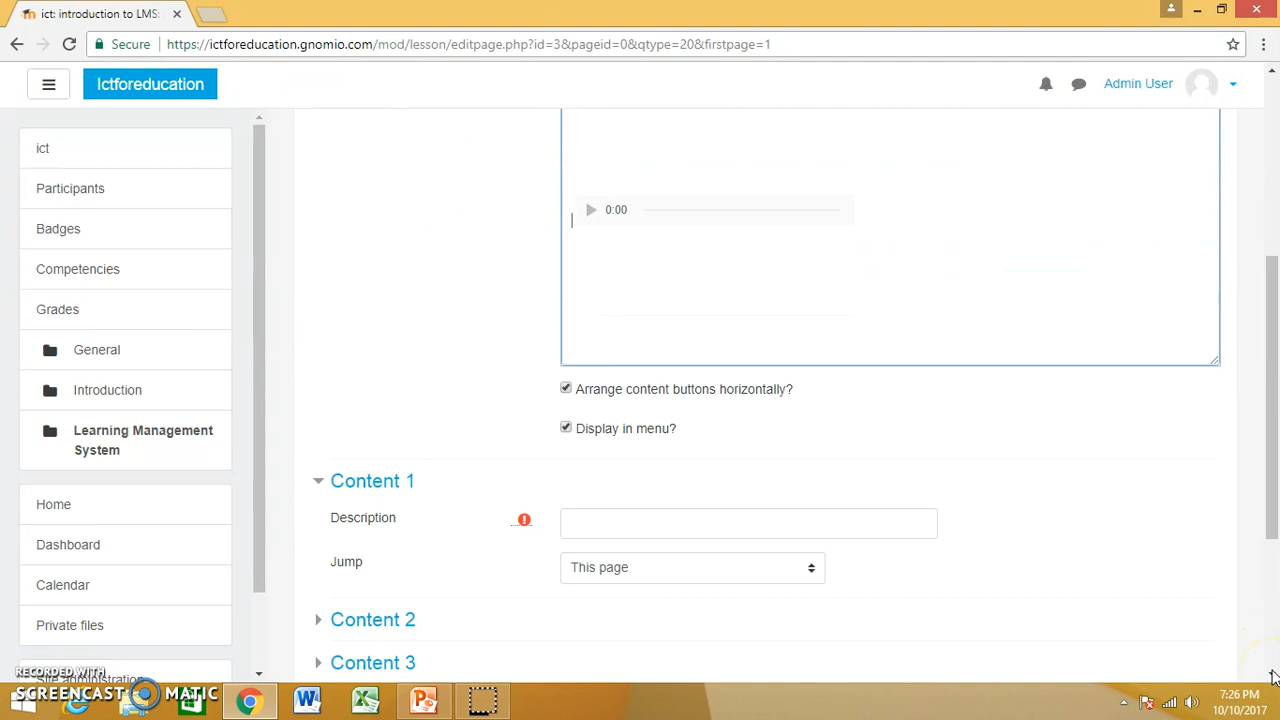 ict: introduction to LMS:
Secure
https://ictforeducation.gnomio.com/mod/lesson/editpage.php?id=3&pageid=0&qtype=20&firstpage=1
Ictforeducation
Admin User
ict
Participants
Badges
Competencies
Grades
General
Introduction
Learning Management
System
Home
Dashboard
Calendar
Private files
Site administration
0:00
Arrange content buttons horizontally?
Display in menu?
Content 1
Description
Jump
This page
Content 2
Content 3
RECORDED WITH
SCREENCAST MATIC
7:26 PM
10/10/2017